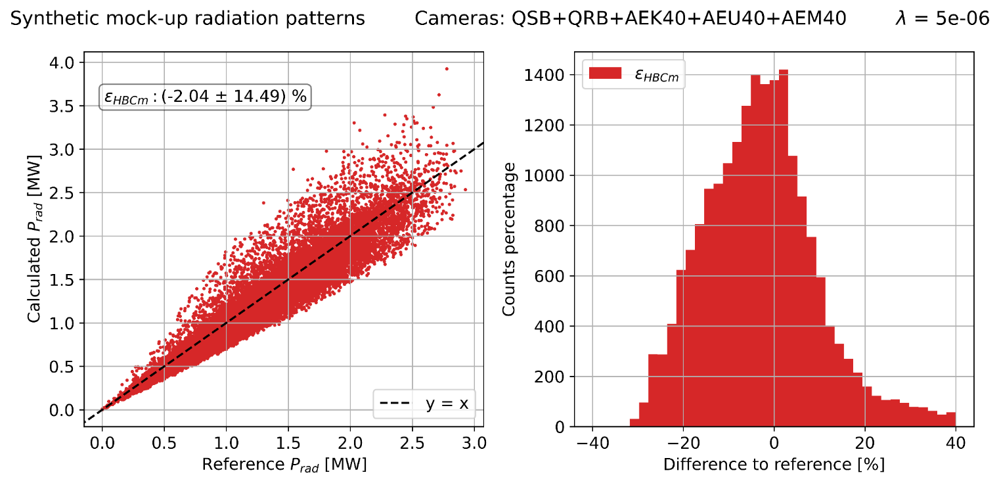 Synthetic mock-up radiation patterns Cameras: QSB+QRB+AEK40+AEU40+AEM40 λ = 5e-06
4.0
3.5
3.0
2.5
2.0
1.5
1.0
0.5
0.0
Calculated P_rad [MW]
ε_HBCm : (-2.04 ± 14.49) %
y = x
0.0 0.5 1.0 1.5 2.0 2.5 3.0
Reference P_rad [MW]
1400
1200
1000
800
600
400
200
0
Counts percentage
ε_HBCm
−40 −20 0 20 40
Difference to reference [%]